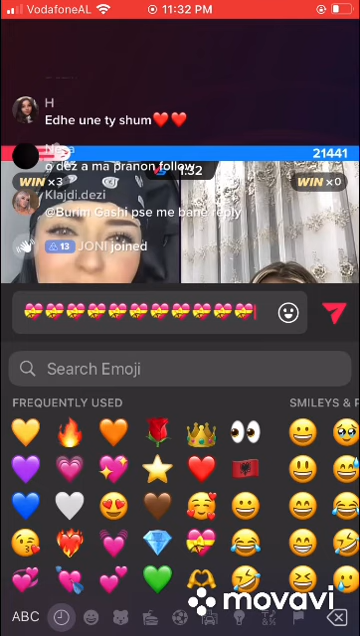 VodafoneAL
11:32 PM
H
Edhe une ty shum❤️❤️
21441
o dez a ma pranon follow
1:32
WIN ×3
WIN ×0
Klajdi.dezi
@Burim Gashi pse me bane reply
13 JONI joined
Search Emoji
FREQUENTLY USED
SMILEYS & P
ABC
movavi